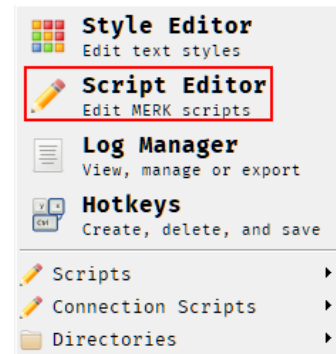 Style Editor
Edit text styles
Script Editor
Edit MERK scripts
Log Manager
View, manage or export
Hotkeys
Create, delete, and save
Scripts
Connection Scripts
Directories